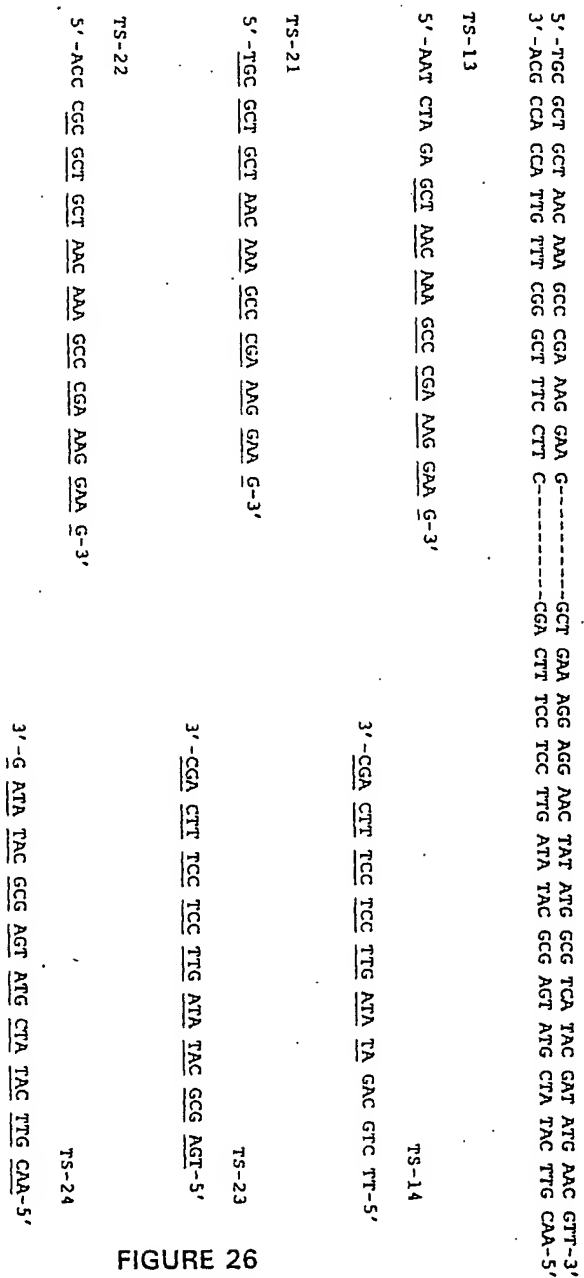 5'-TGC GCT GCT AAC AAA GCC CGA AAG GAA G----------GCT GAA AGG AGG AAC TAT ATG GCG TCA TAC GAT ATG AAC GTT-3'
3'-ACG CCA CCA TTG TTT CGG GCT TTC CTT C----------CGA CTT TCC TCC TTG ATA TAC GCG AGT ATG CTA TAC TTG CAA-5'
TS-13
5'-AAT CTA GA GCT AAC AAA GCC CGA AAG GAA G-3'
TS-14
3'-CGA CTT TCC TCC TTG ATA TA GAC GTC TT-5'
TS-21
5'-TGC GCT GCT AAC AAA GCC CGA AAG GAA G-3'
TS-23
3'-CGA CTT TCC TCC TTG ATA TAC GCG AGT-5'
TS-22
5'-ACC CGC GCT GCT AAC AAA GCC CGA AAG GAA G-3'
TS-24
3'-G ATA TAC GCG AGT ATG CTA TAC TTG CAA-5'
FIGURE 26